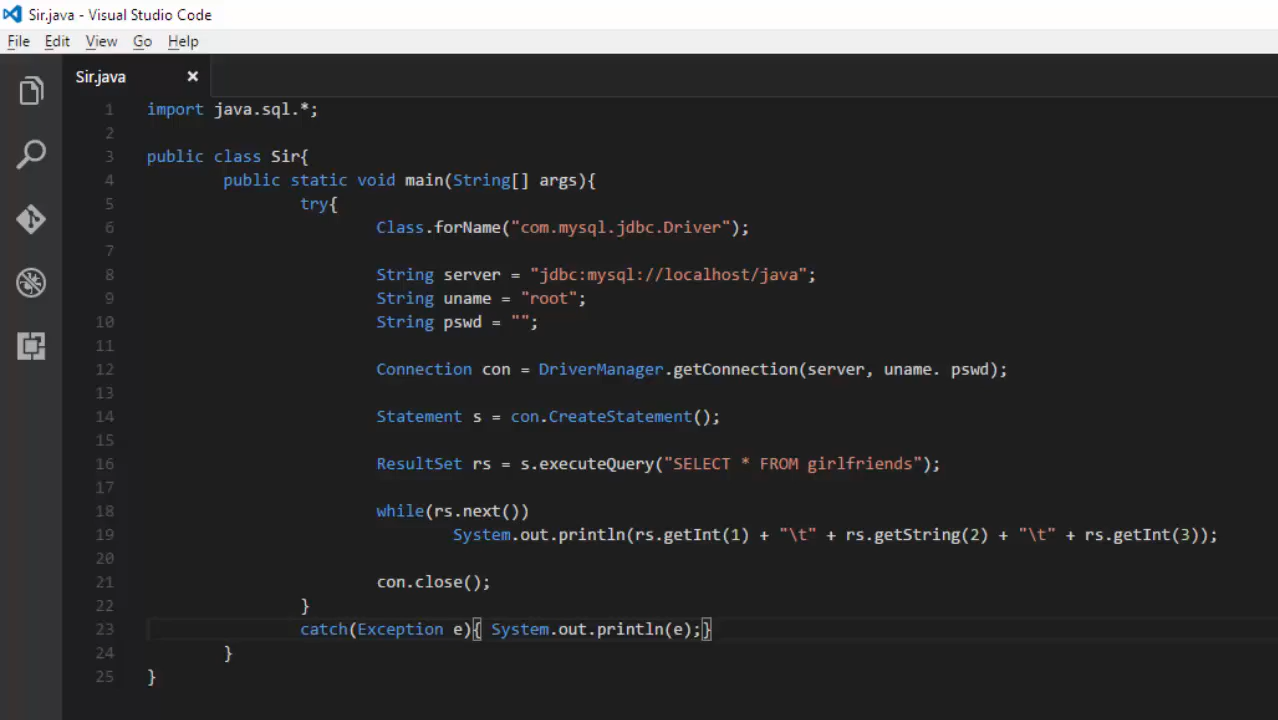 Sir.java - Visual Studio Code
File Edit View Go Help
Sir.java ×
1 import java.sql.*;
2
3 public class Sir{
4 public static void main(String[] args){
5 try{
6 Class.forName("com.mysql.jdbc.Driver");
7
8 String server = "jdbc:mysql://localhost/java";
9 String uname = "root";
10 String pswd = "";
11
12 Connection con = DriverManager.getConnection(server, uname. pswd);
13
14 Statement s = con.CreateStatement();
15
16 ResultSet rs = s.executeQuery("SELECT * FROM girlfriends");
17
18 while(rs.next())
19 System.out.println(rs.getInt(1) + "\t" + rs.getString(2) + "\t" + rs.getInt(3));
20
21 con.close();
22 }
23 catch(Exception e){ System.out.println(e);}
24 }
25 }